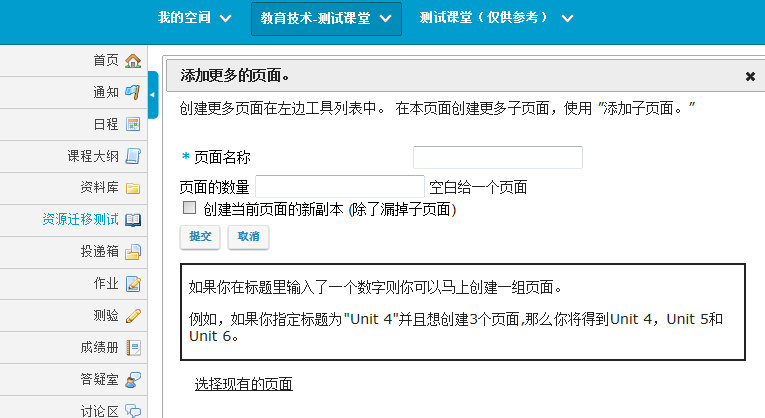 我的空间
教育技术-测试课堂
测试课堂（仅供参考）
首页
通知
日程
课程大纲
资料库
资源迁移测试
投递箱
作业
测验
成绩册
答疑室
讨论区
添加更多的页面。
创建更多页面在左边工具列表中。 在本页面创建更多子页面，使用 “添加子页面。”
* 页面名称
页面的数量 空白给一个页面
创建当前页面的新副本 (除了漏掉子页面)
提交 取消
如果你在标题里输入了一个数字则你可以马上创建一组页面。
例如，如果你指定标题为"Unit 4"并且想创建3个页面,那么你将得到Unit 4，Unit 5和
Unit 6。
选择现有的页面